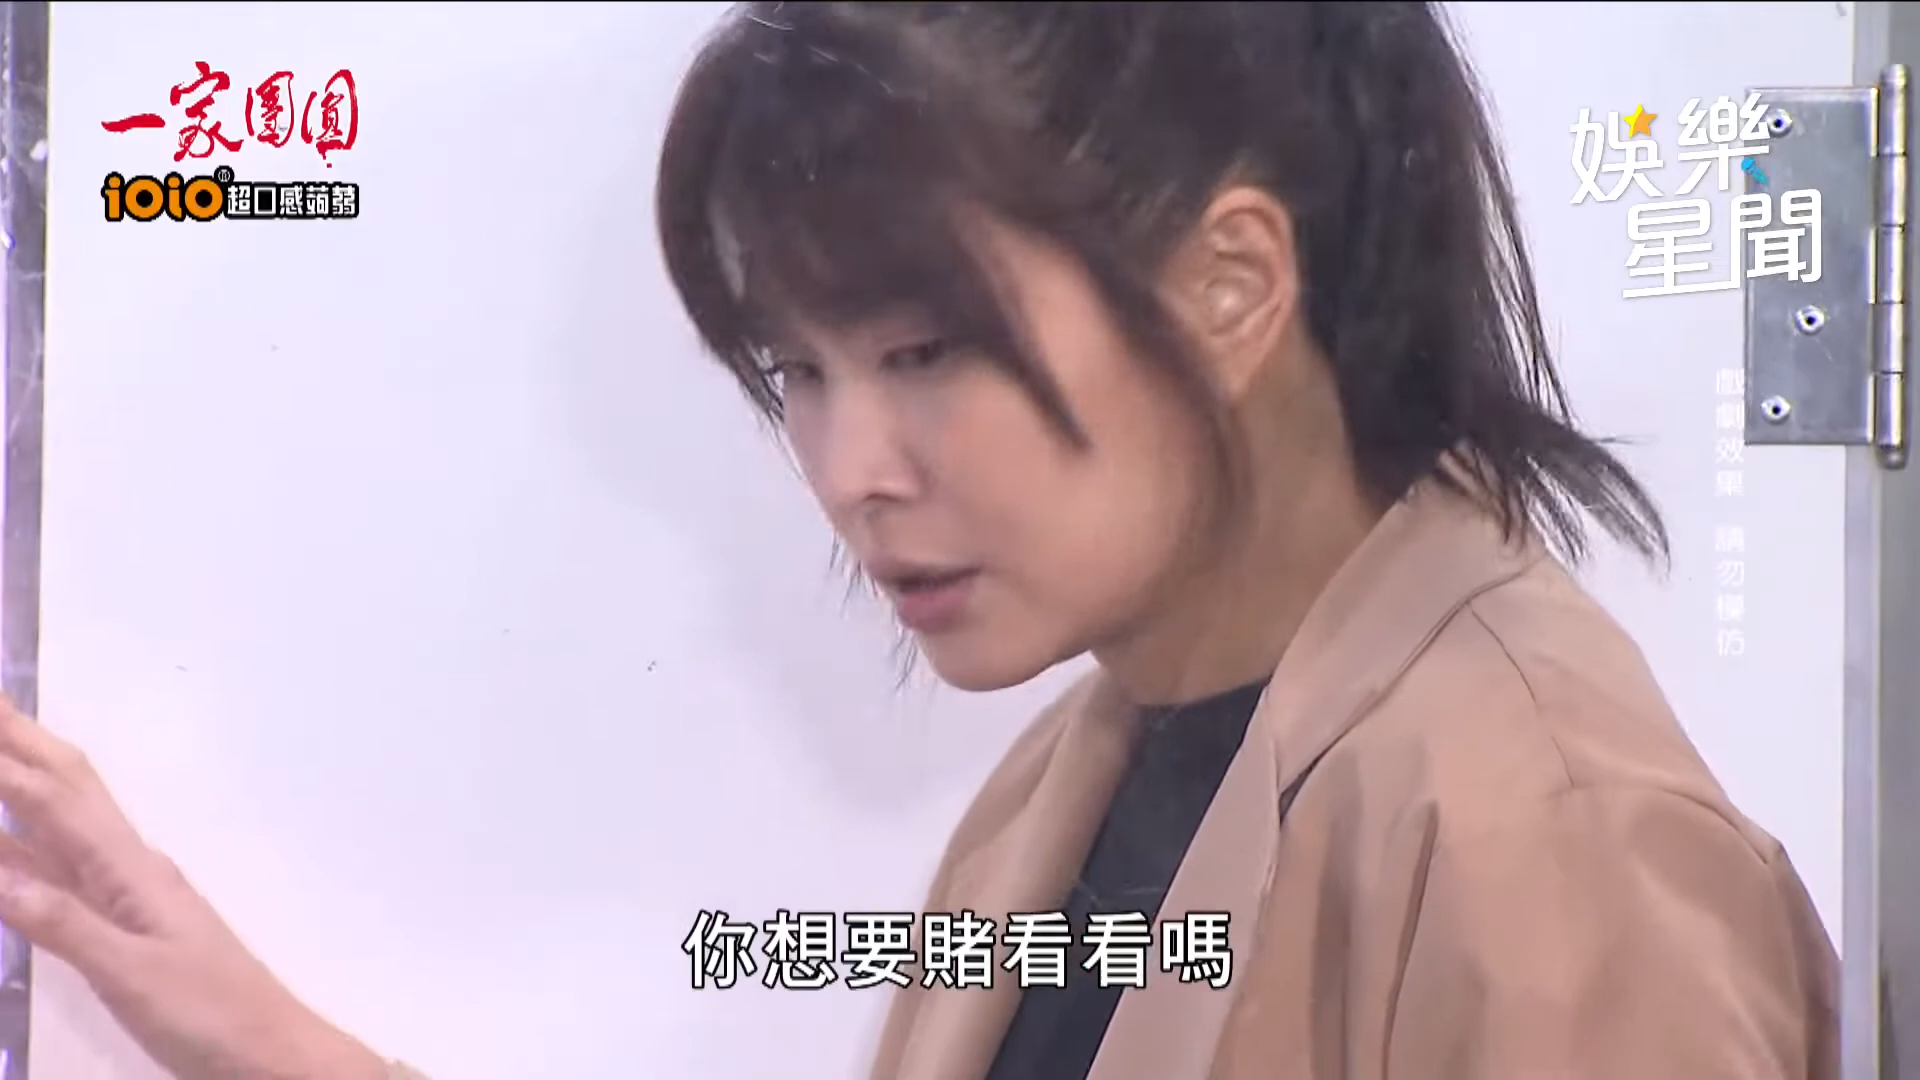 一家團圓
ioio®超口感蒟蒻
娛樂
星聞
戲劇效果 請勿模仿
你想要賭看看嗎